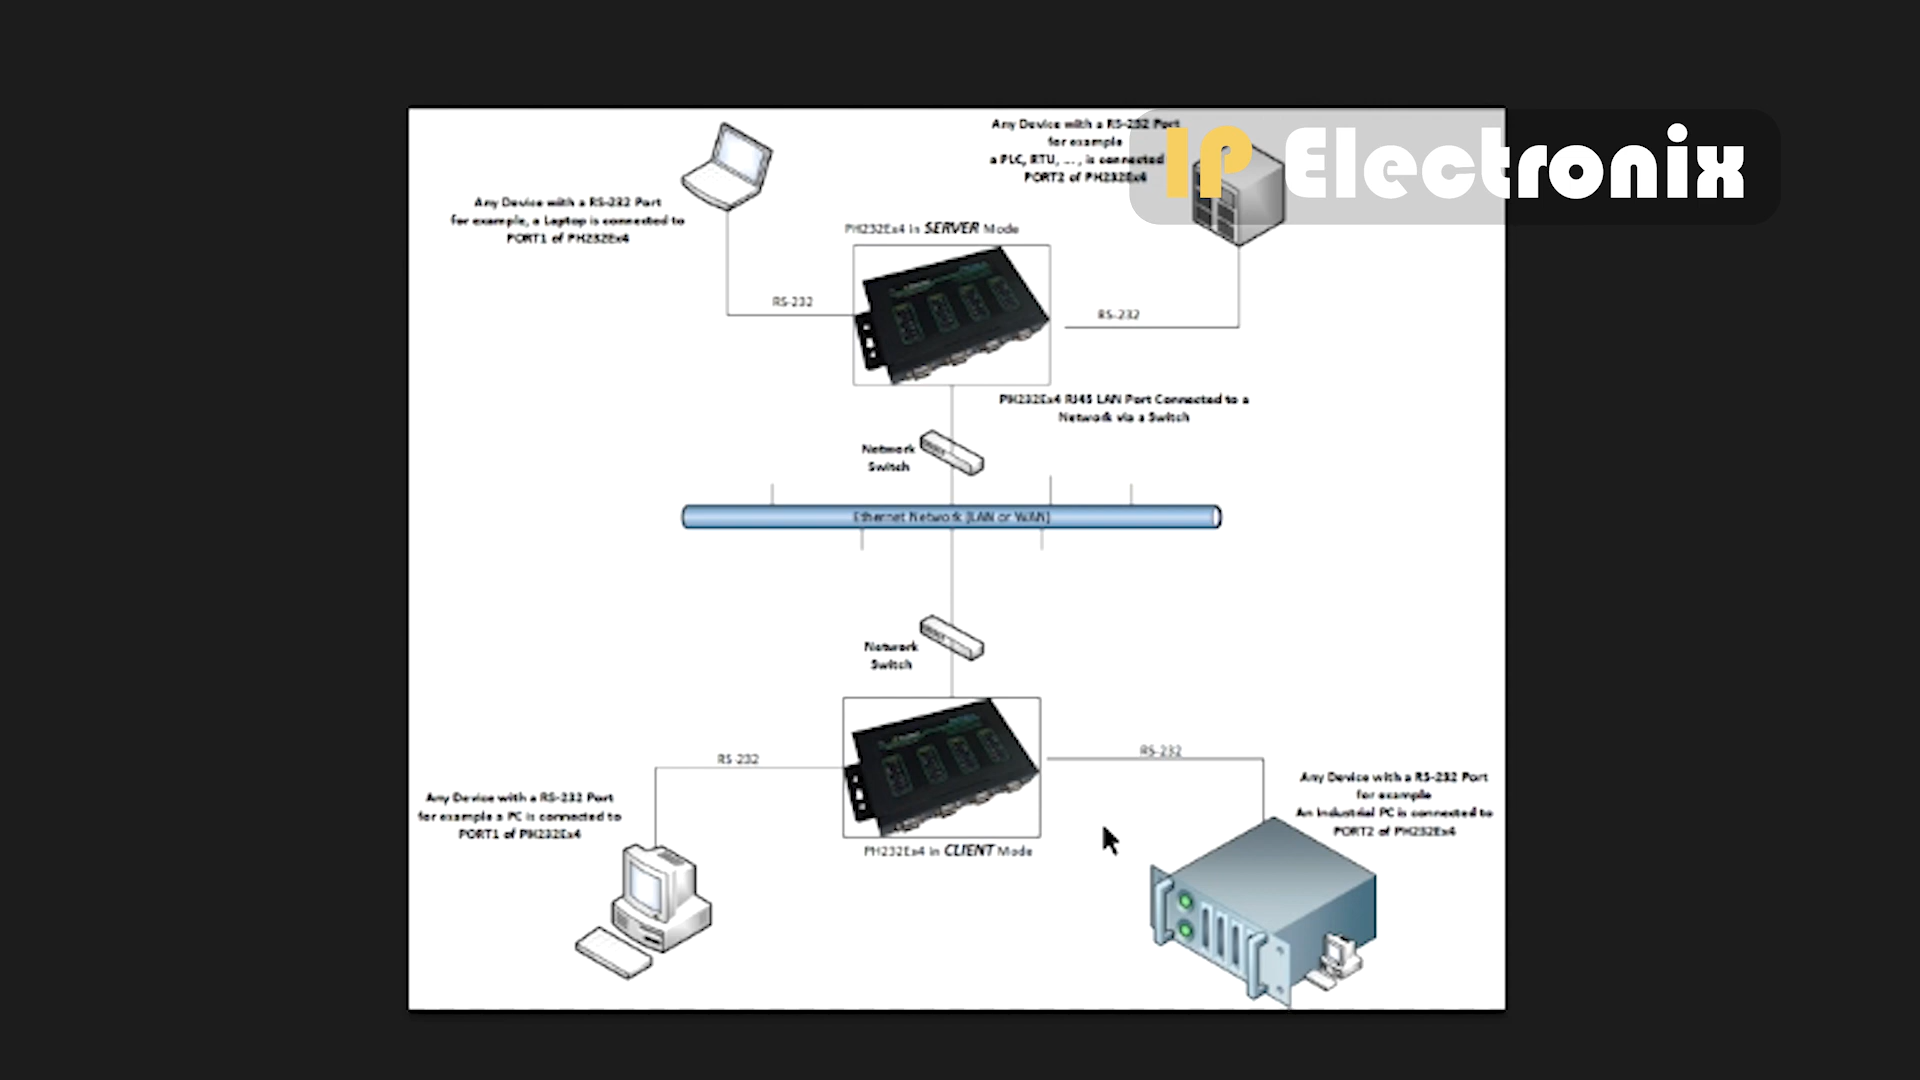 IP Electronix
Any Device with a RS-232 Port
for example
a PLC, RTU, ... , is connected
PORT2 of PH232Ex4
Any Device with a RS-232 Port
for example, a Laptop is connected to
PORT1 of PH232Ex4
PH232Ex4 in SERVER Mode
RS-232
RS-232
PH232Ex4 RJ45 LAN Port Connected to a
Network via a Switch
Network
Switch
Ethernet Network (LAN or WAN)
Network
Switch
RS-232
RS-232
Any Device with a RS-232 Port
for example a PC is connected to
PORT1 of PH232Ex4
Any Device with a RS-232 Port
for example
An Industrial PC is connected to
PORT2 of PH232Ex4
PH232Ex4 in CLIENT Mode